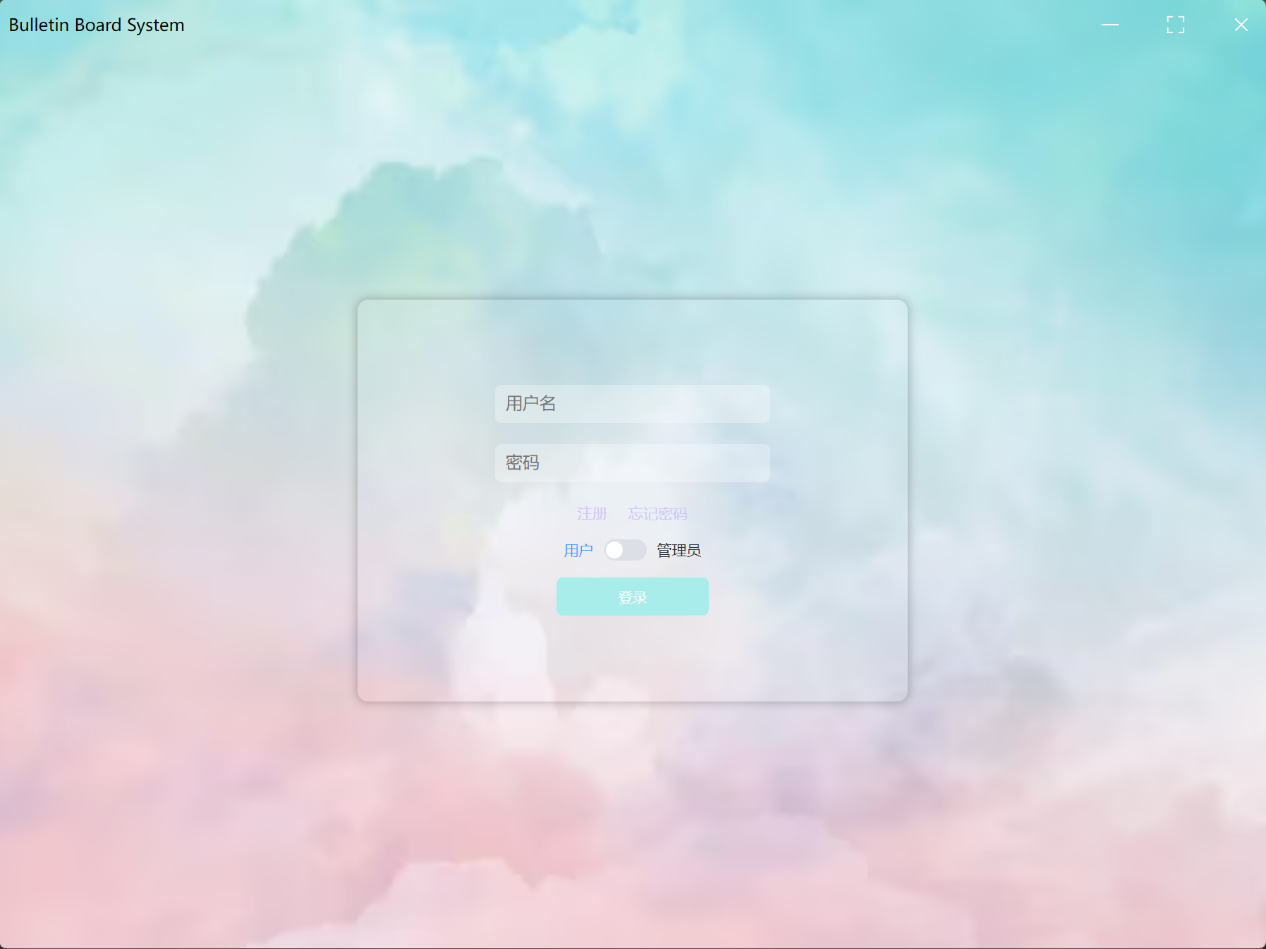 Bulletin Board System
用户名
密码
注册 忘记密码
用户 管理员
登录